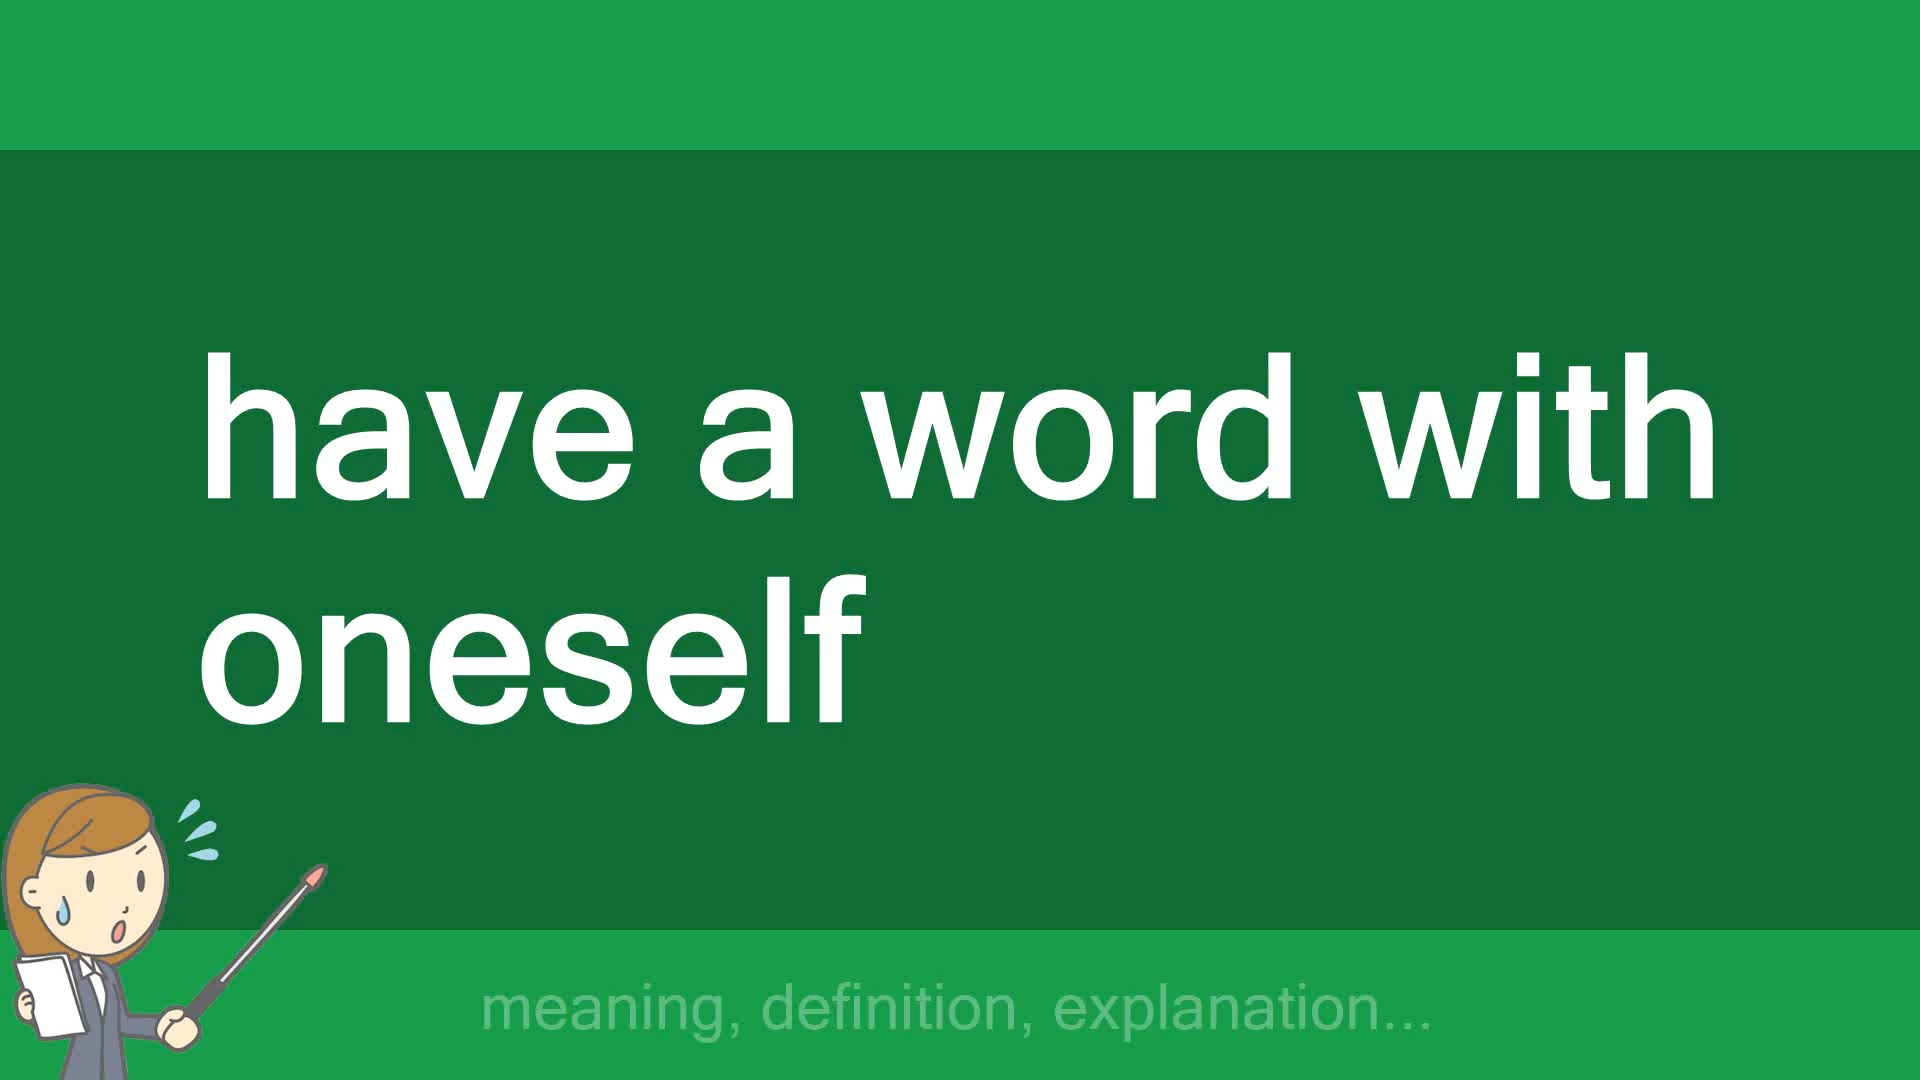 have a word with
oneself
meaning, definition, explanation...